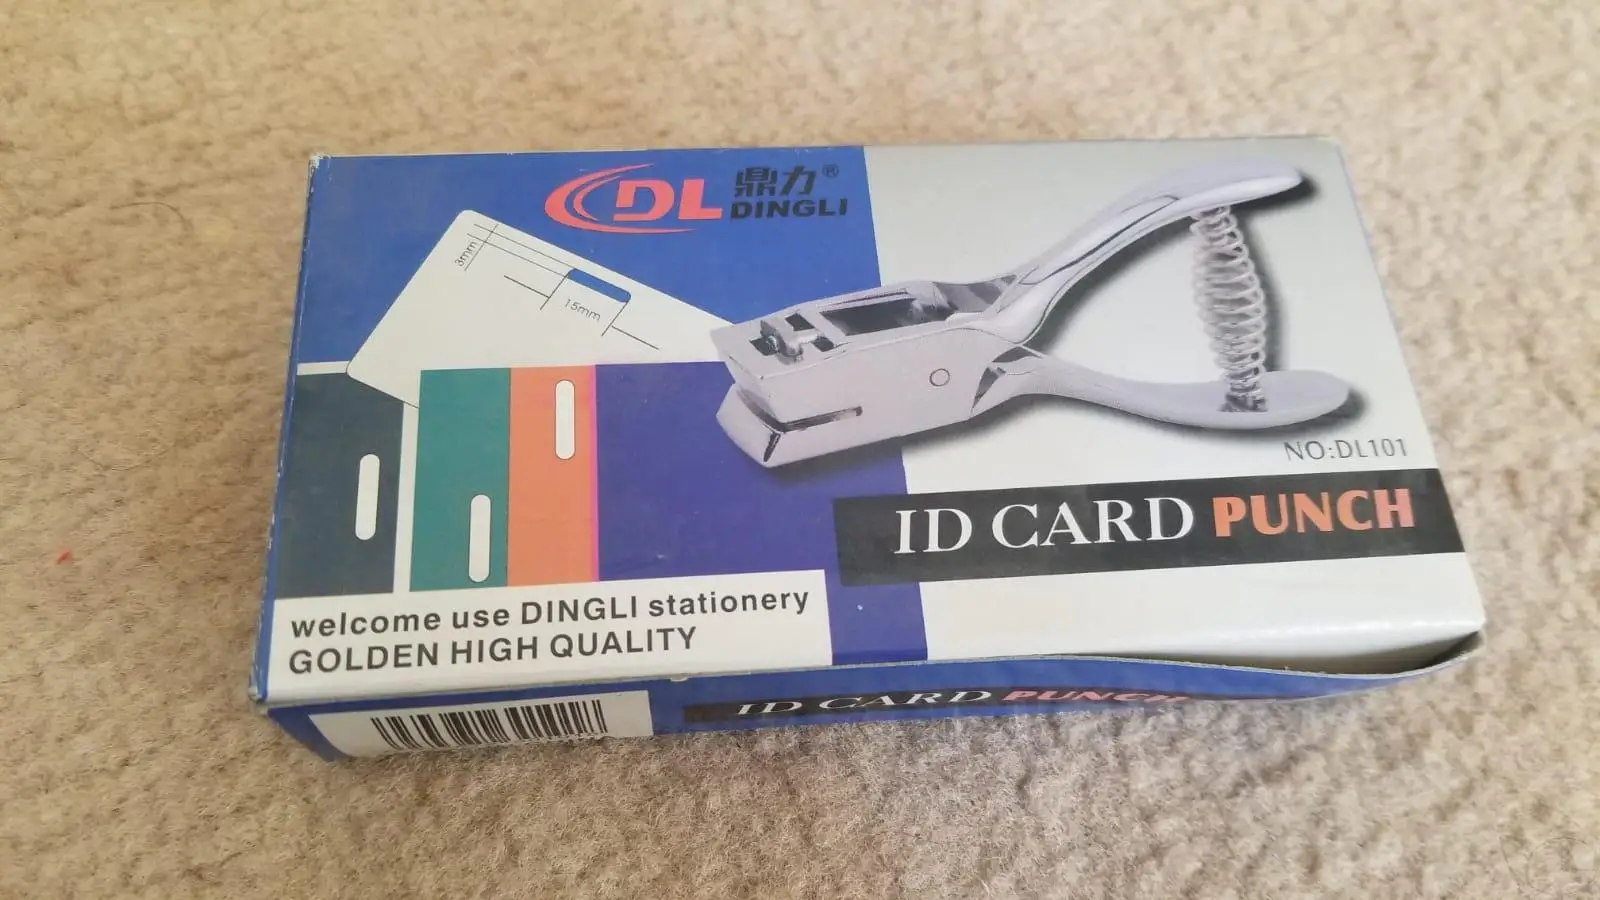 DL 鼎力®
DINGLI
3mm
15mm
NO:DL101
ID CARD PUNCH
welcome use DINGLI stationery
GOLDEN HIGH QUALITY
ID CARD PUNCH